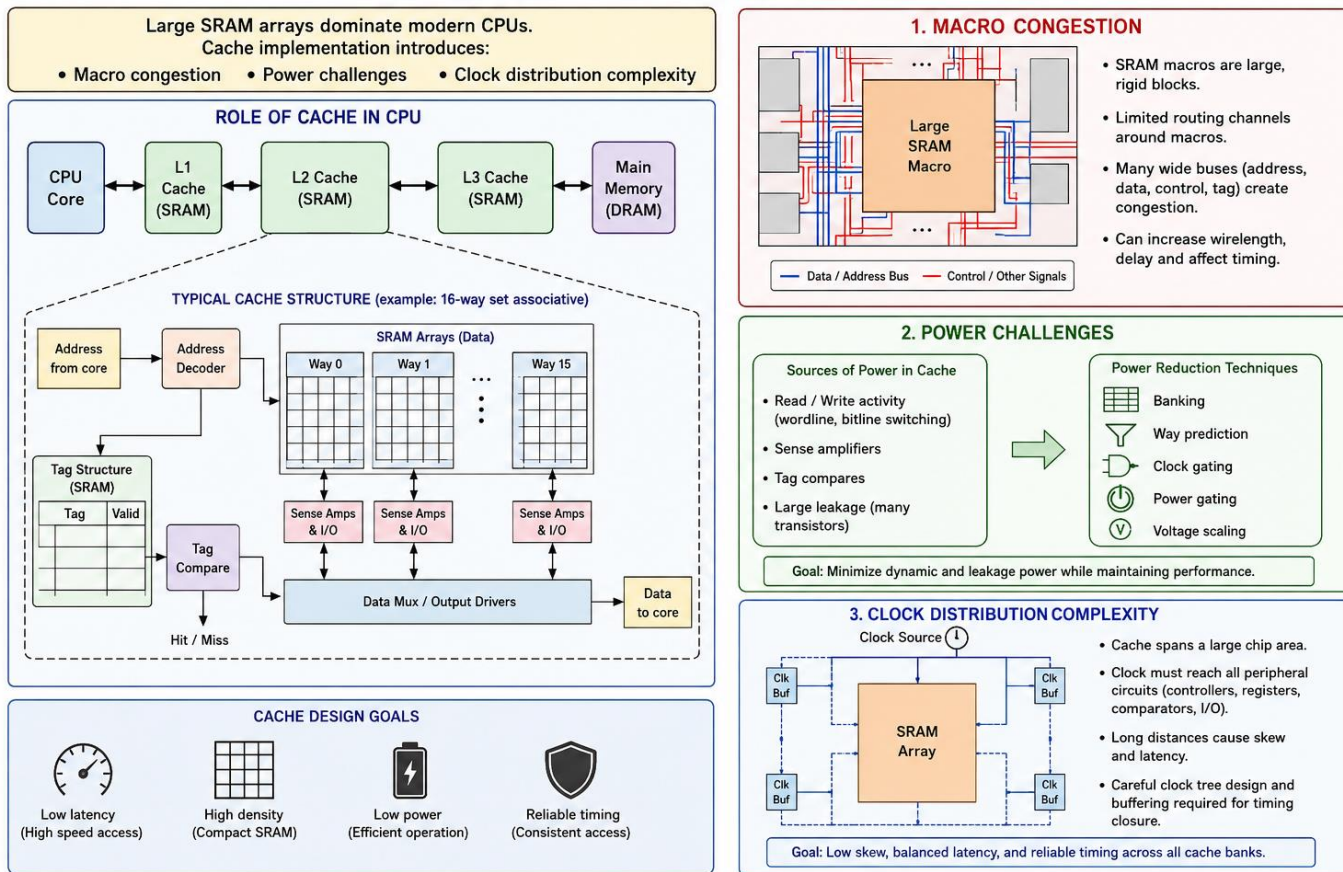 Large SRAM arrays dominate modern CPUs.
Cache implementation introduces:
• Macro congestion • Power challenges • Clock distribution complexity
ROLE OF CACHE IN CPU
CPU
Core
L1
Cache
(SRAM)
L2 Cache
(SRAM)
L3 Cache
(SRAM)
Main
Memory
(DRAM)
TYPICAL CACHE STRUCTURE (example: 16-way set associative)
Address
from core
Address
Decoder
SRAM Arrays (Data)
Way 0
Way 1
...
Way 15
Tag Structure
(SRAM)
Tag
Valid
Sense Amps
& I/O
Sense Amps
& I/O
Sense Amps
& I/O
Tag
Compare
Data Mux / Output Drivers
Data
to core
Hit / Miss
CACHE DESIGN GOALS
Low latency
(High speed access)
High density
(Compact SRAM)
Low power
(Efficient operation)
Reliable timing
(Consistent access)
1. MACRO CONGESTION
...
Large
SRAM
Macro
...
Data / Address Bus
Control / Other Signals
• SRAM macros are large,
rigid blocks.
• Limited routing channels
around macros.
• Many wide buses (address,
data, control, tag) create
congestion.
• Can increase wirelength,
delay and affect timing.
2. POWER CHALLENGES
Sources of Power in Cache
• Read / Write activity
(wordline, bitline switching)
• Sense amplifiers
• Tag compares
• Large leakage (many
transistors)
Power Reduction Techniques
Banking
Way prediction
Clock gating
Power gating
V
Voltage scaling
Goal: Minimize dynamic and leakage power while maintaining performance.
3. CLOCK DISTRIBUTION COMPLEXITY
Clock Source
Clk
Buf
Clk
Buf
SRAM
Array
Clk
Buf
Clk
Buf
• Cache spans a large chip area.
• Clock must reach all peripheral
circuits (controllers, registers,
comparators, I/O).
• Long distances cause skew
and latency.
• Careful clock tree design and
buffering required for timing
closure.
Goal: Low skew, balanced latency, and reliable timing across all cache banks.